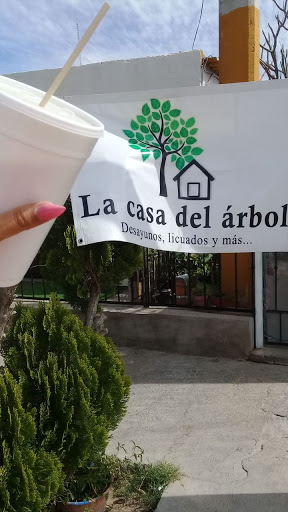 La casa del árbol
Desayunos, licuados y más...